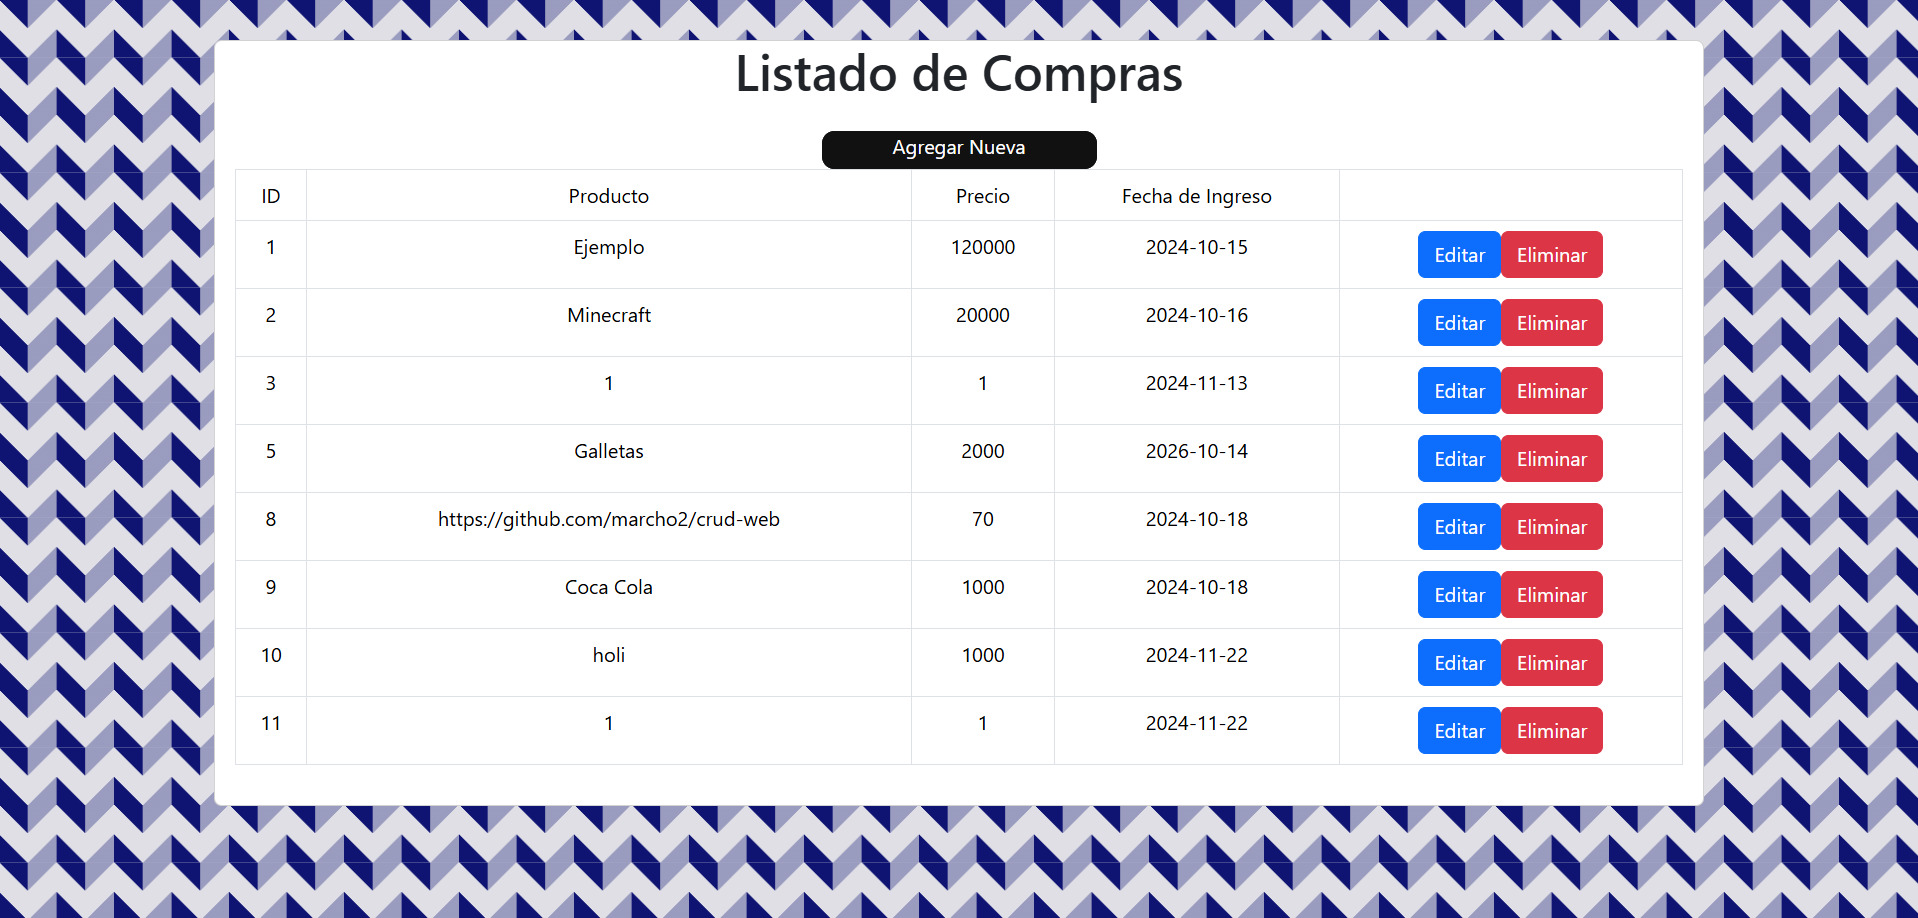 Listado de Compras
Agregar Nueva
ID Producto Precio Fecha de Ingreso
1 Ejemplo 120000 2024-10-15 Editar Eliminar
2 Minecraft 20000 2024-10-16 Editar Eliminar
3 1 1 2024-11-13 Editar Eliminar
5 Galletas 2000 2026-10-14 Editar Eliminar
8 https://github.com/marcho2/crud-web 70 2024-10-18 Editar Eliminar
9 Coca Cola 1000 2024-10-18 Editar Eliminar
10 holi 1000 2024-11-22 Editar Eliminar
11 1 1 2024-11-22 Editar Eliminar